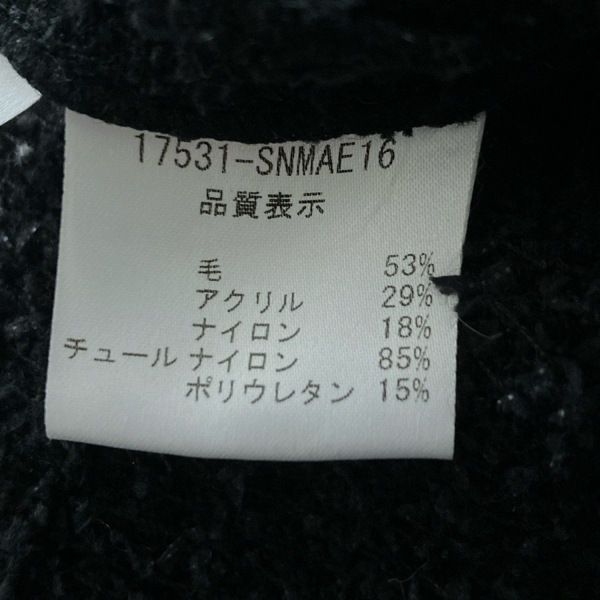 17531-SNMAE16
品質表示
毛 53%
アクリル 29%
ナイロン 18%
チュール ナイロン 85%
ポリウレタン 15%